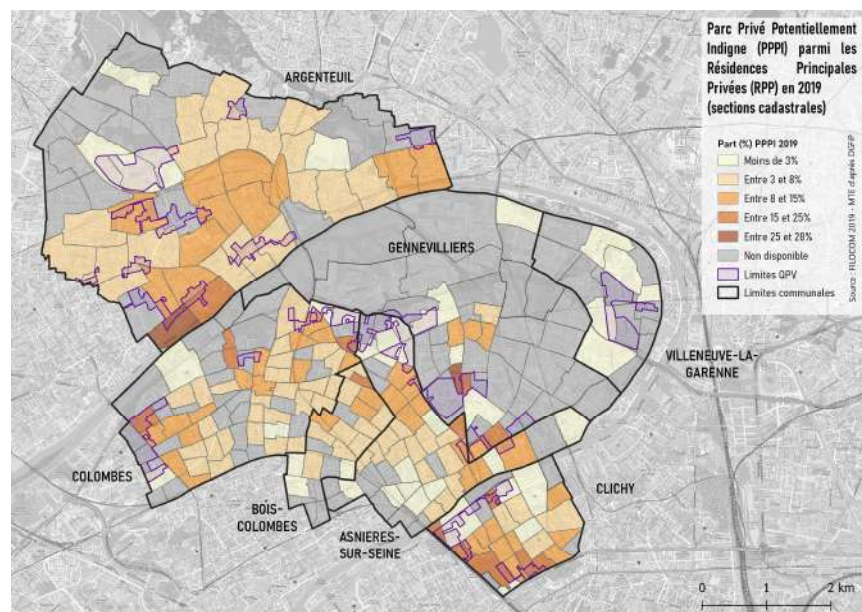 Parc Privé Potentiellement
Indigne (PPPI) parmi les
Résidences Principales
Privées (RPP) en 2019
(sections cadastrales)
Part (%) PPPI 2019
Moins de 3%
Entre 3 et 8%
Entre 8 et 15%
Entre 15 et 25%
Entre 25 et 28%
Non disponible
Limites QPV
Limites communales
Source : FILOCOM 2019 - MTE d'après DGFiP
ARGENTEUIL
GENNEVILLIERS
VILLENEUVE-LA-
GARENNE
COLOMBES
BOIS-
COLOMBES
ASNIERES-
SUR-SEINE
CLICHY
0 1 2 km